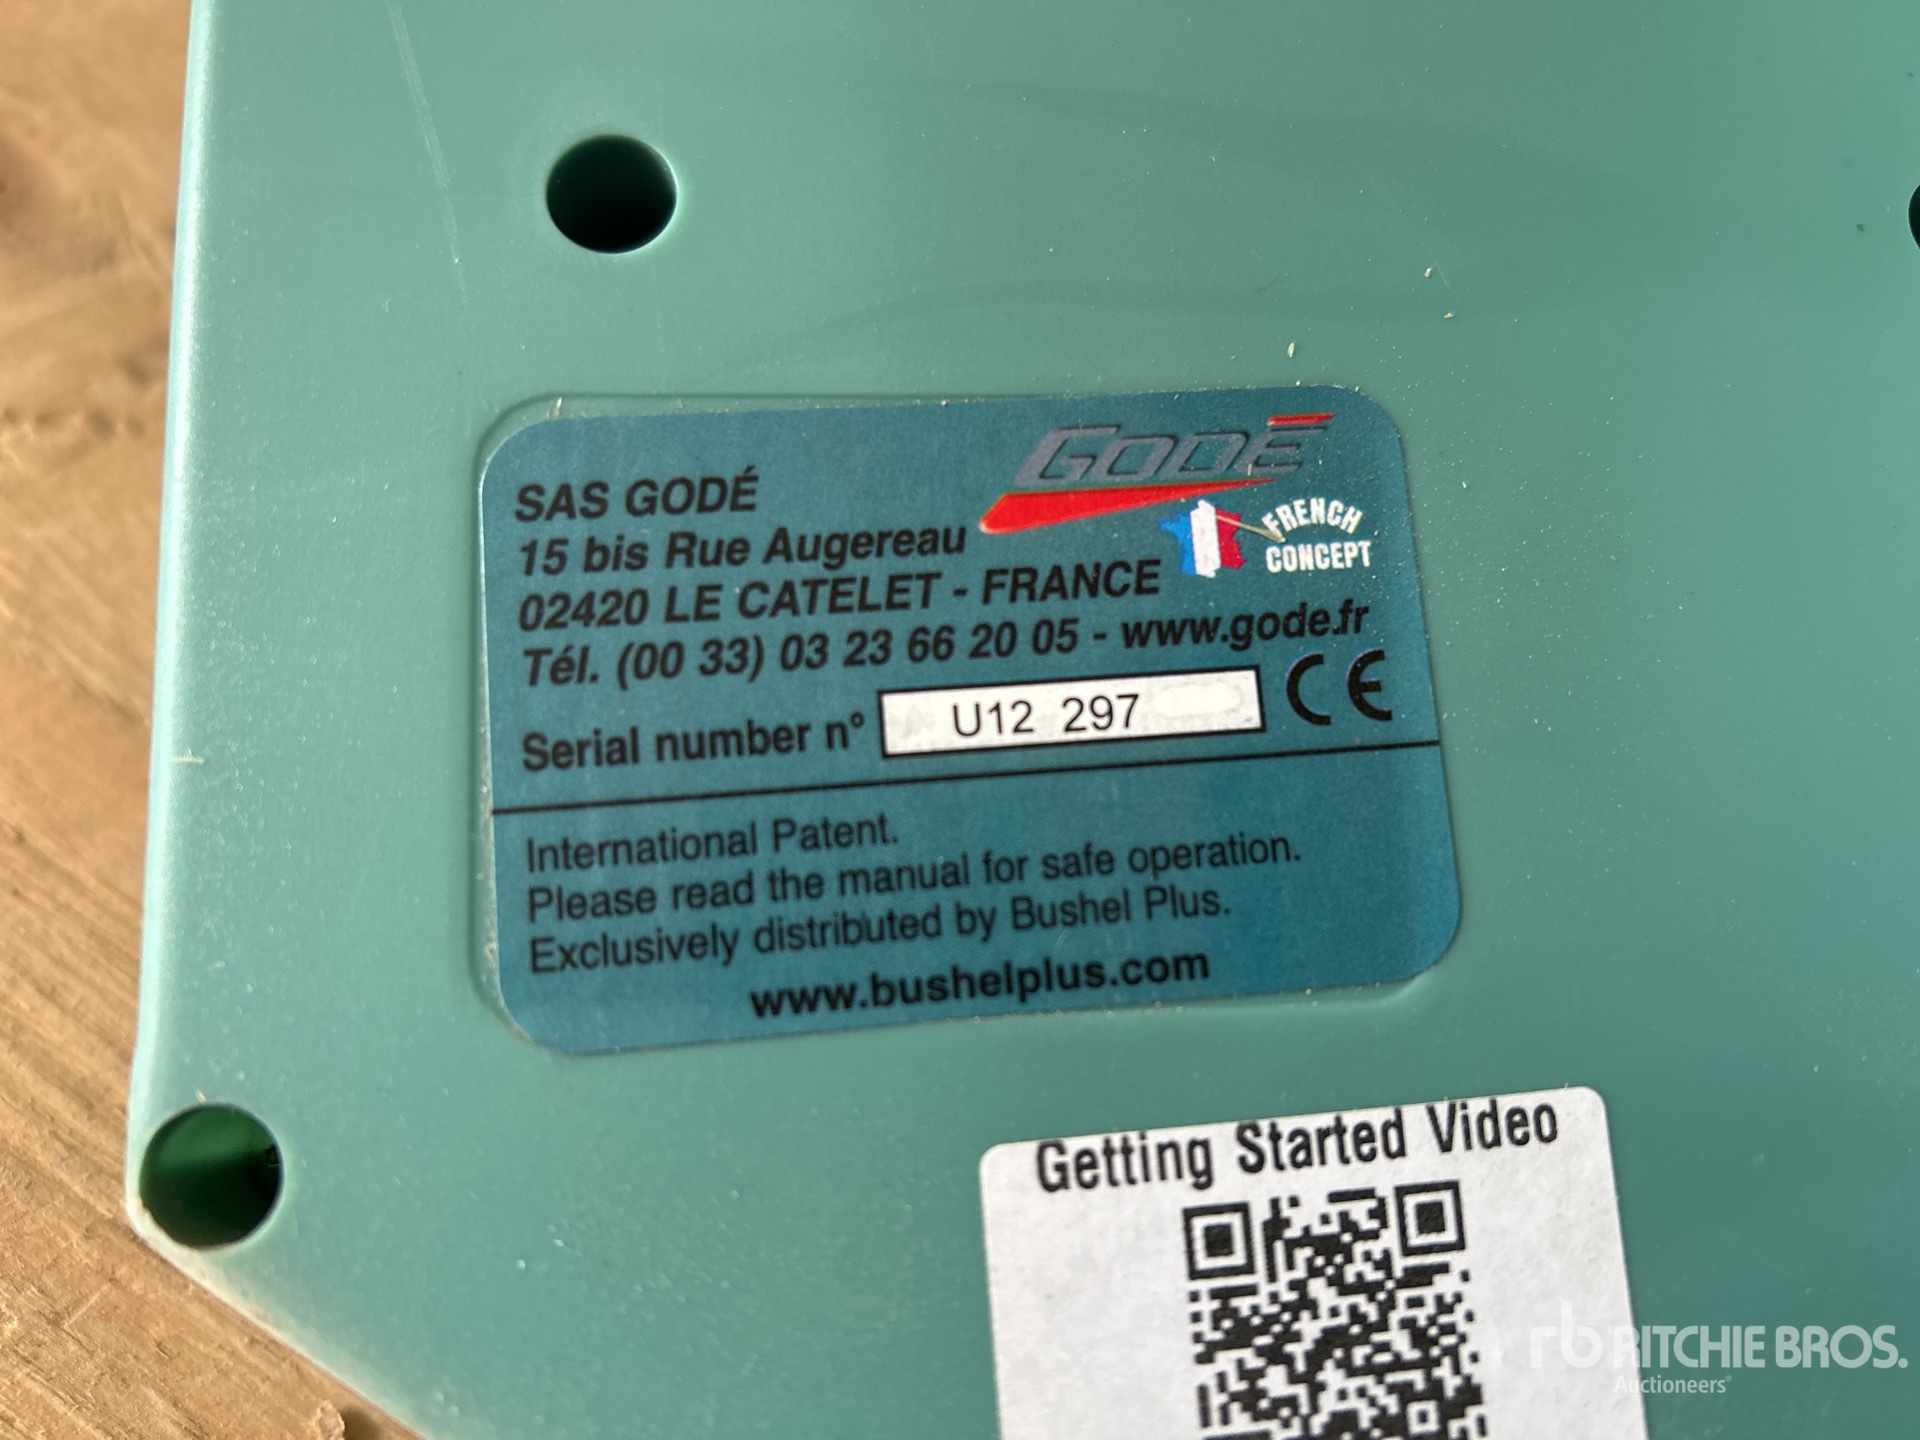 GODÉ
SAS GODÉ
15 bis Rue Augereau
FRENCH
CONCEPT
02420 LE CATELET - FRANCE
Tél. (00 33) 03 23 66 20 05 - www.gode.fr
Serial number n° U12 297 CE
International Patent.
Please read the manual for safe operation.
Exclusively distributed by Bushel Plus.
www.bushelplus.com
Getting Started Video
rb RITCHIE BROS.
Auctioneers